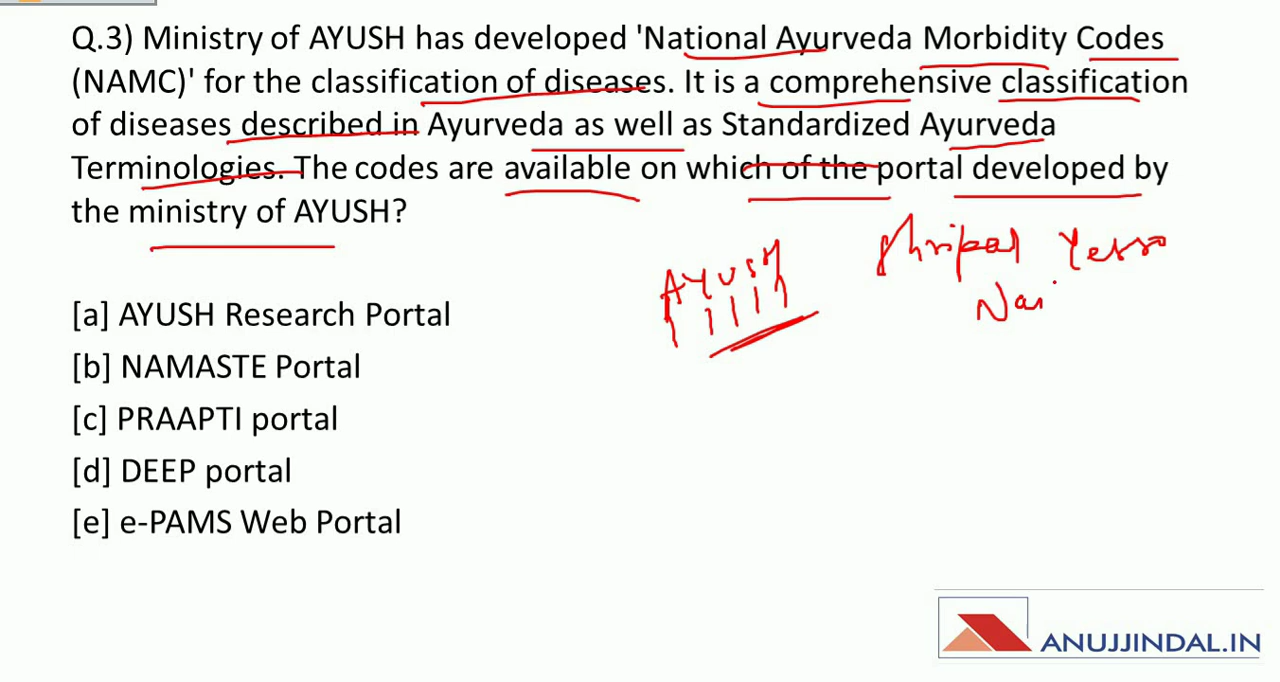 Q.3) Ministry of AYUSH has developed 'National Ayurveda Morbidity Codes
(NAMC)' for the classification of diseases. It is a comprehensive classification
of diseases described in Ayurveda as well as Standardized Ayurveda
Terminologies. The codes are available on which of the portal developed by
the ministry of AYUSH?
AYUSH
Shripad Yesso
Nai
[a] AYUSH Research Portal
[b] NAMASTE Portal
[c] PRAAPTI portal
[d] DEEP portal
[e] e-PAMS Web Portal
ANUJJINDAL.IN